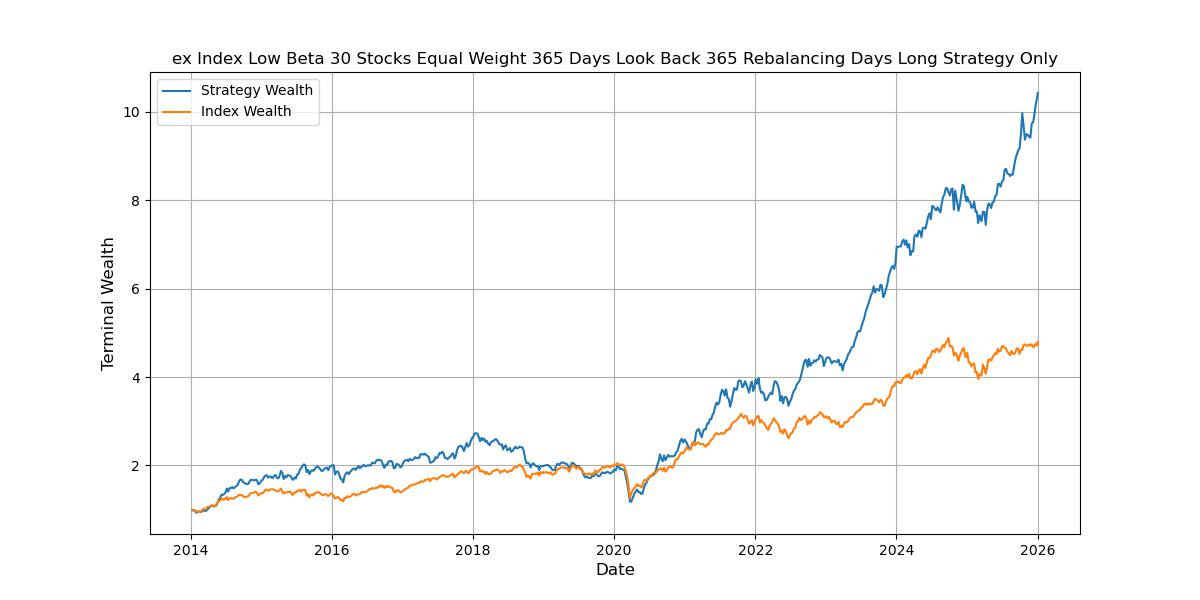 ex Index Low Beta 30 Stocks Equal Weight 365 Days Look Back 365 Rebalancing Days Long Strategy Only
Strategy Wealth
Index Wealth
Terminal Wealth
10
8
6
4
2
2014 2016 2018 2020 2022 2024 2026
Date